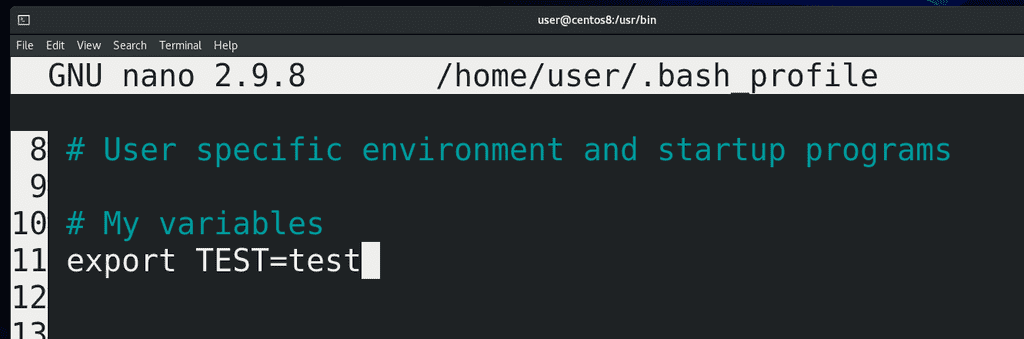 user@centos8:/usr/bin
File Edit View Search Terminal Help
GNU nano 2.9.8 /home/user/.bash_profile
8 # User specific environment and startup programs
9
10 # My variables
11 export TEST=test
12
13